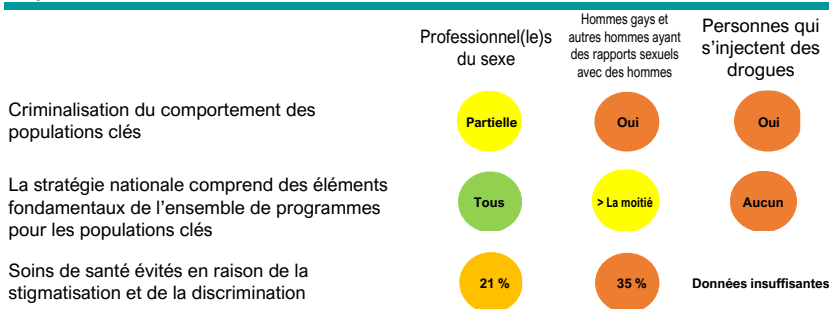 Professionnel(le)s
du sexe
Hommes gays et
autres hommes ayant
des rapports sexuels
avec des hommes
Personnes qui
s'injectent des
drogues
Criminalisation du comportement des
populations clés
Partielle
Oui
Oui
La stratégie nationale comprend des éléments
fondamentaux de l'ensemble de programmes
pour les populations clés
Tous
> La moitié
Aucun
Soins de santé évités en raison de la
stigmatisation et de la discrimination
21 %
35 %
Données insuffisantes